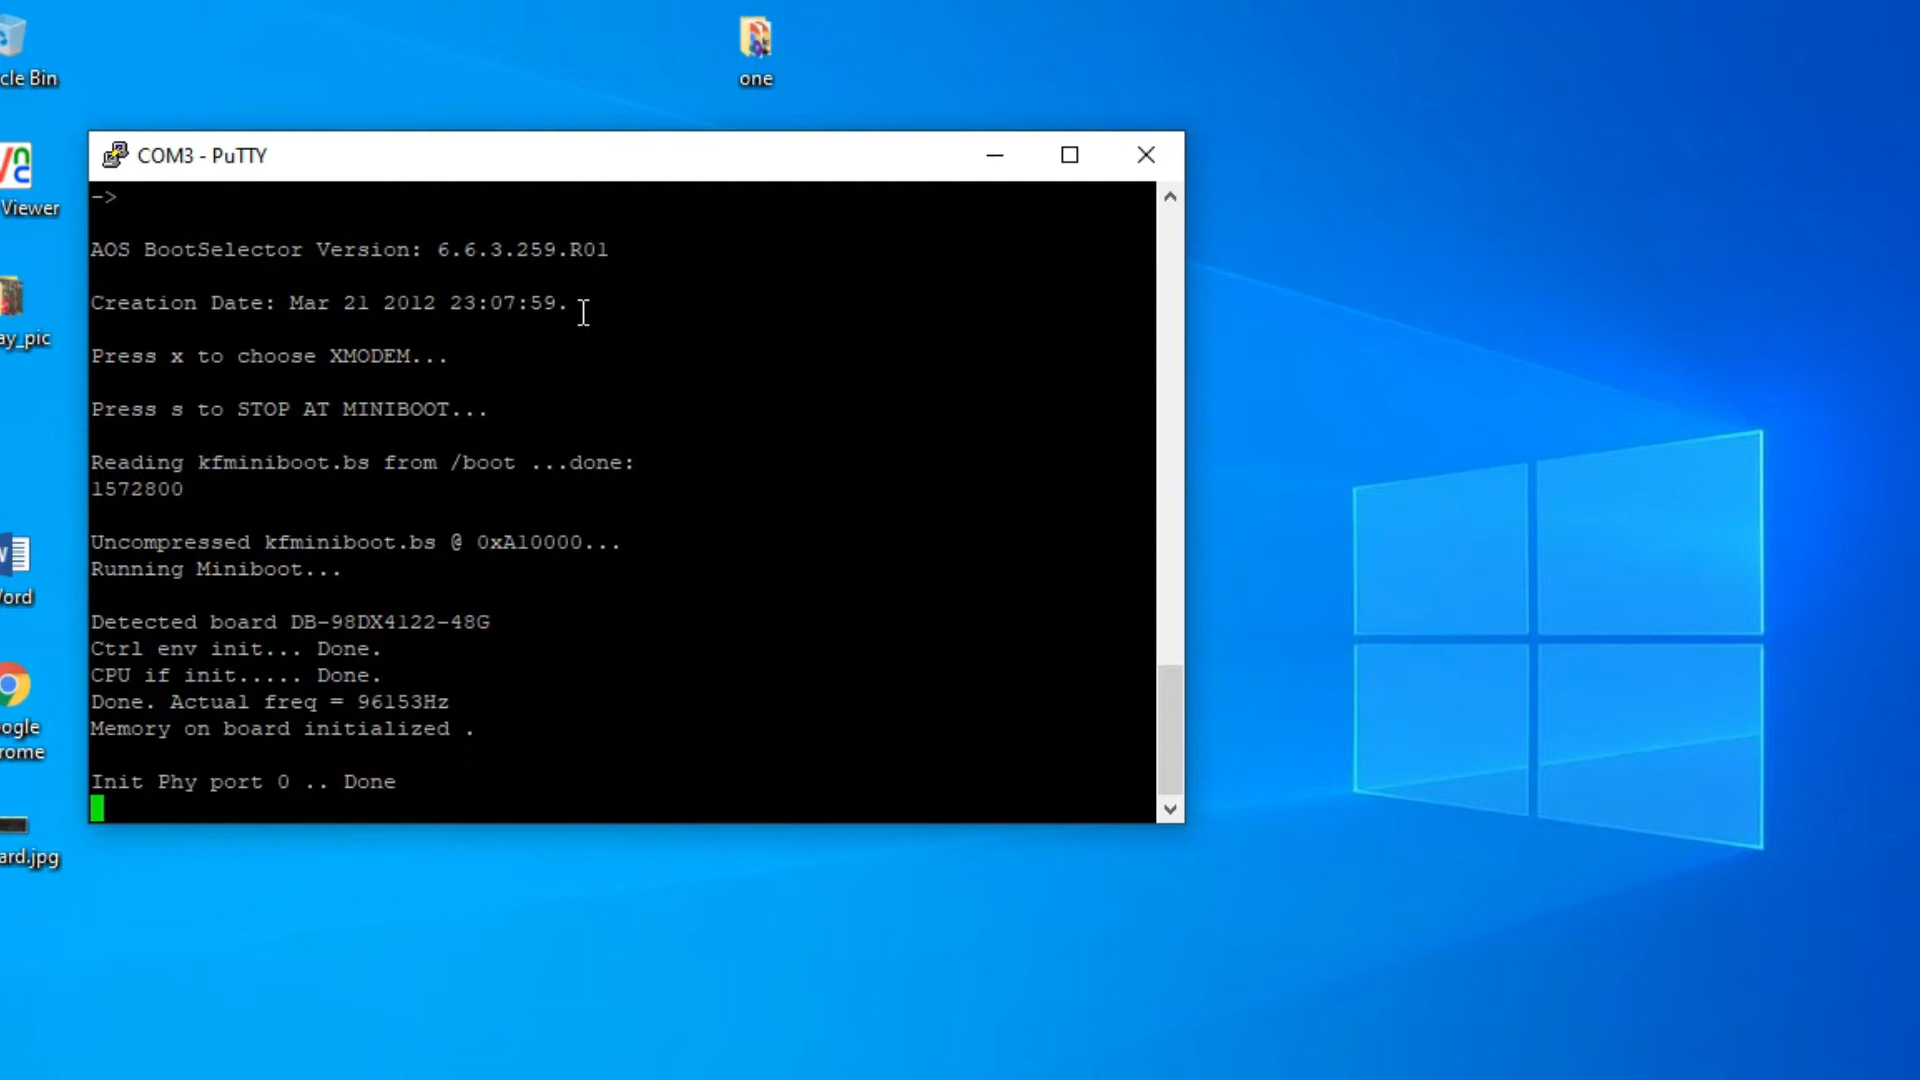 cle Bin
one
Viewer
COM3 - PuTTY
->
AOS BootSelector Version: 6.6.3.259.R01
Creation Date: Mar 21 2012 23:07:59.
Press x to choose XMODEM...
ay_pic
Press s to STOP AT MINIBOOT...
Reading kfminiboot.bs from /boot ...done:
1572800
Uncompressed kfminiboot.bs @ 0xA10000...
Running Miniboot...
Word
Detected board DB-98DX4122-48G
Ctrl env init... Done.
CPU if init..... Done.
Done. Actual freq = 96153Hz
Memory on board initialized .
ogle
rome
Init Phy port 0 .. Done
ard.jpg